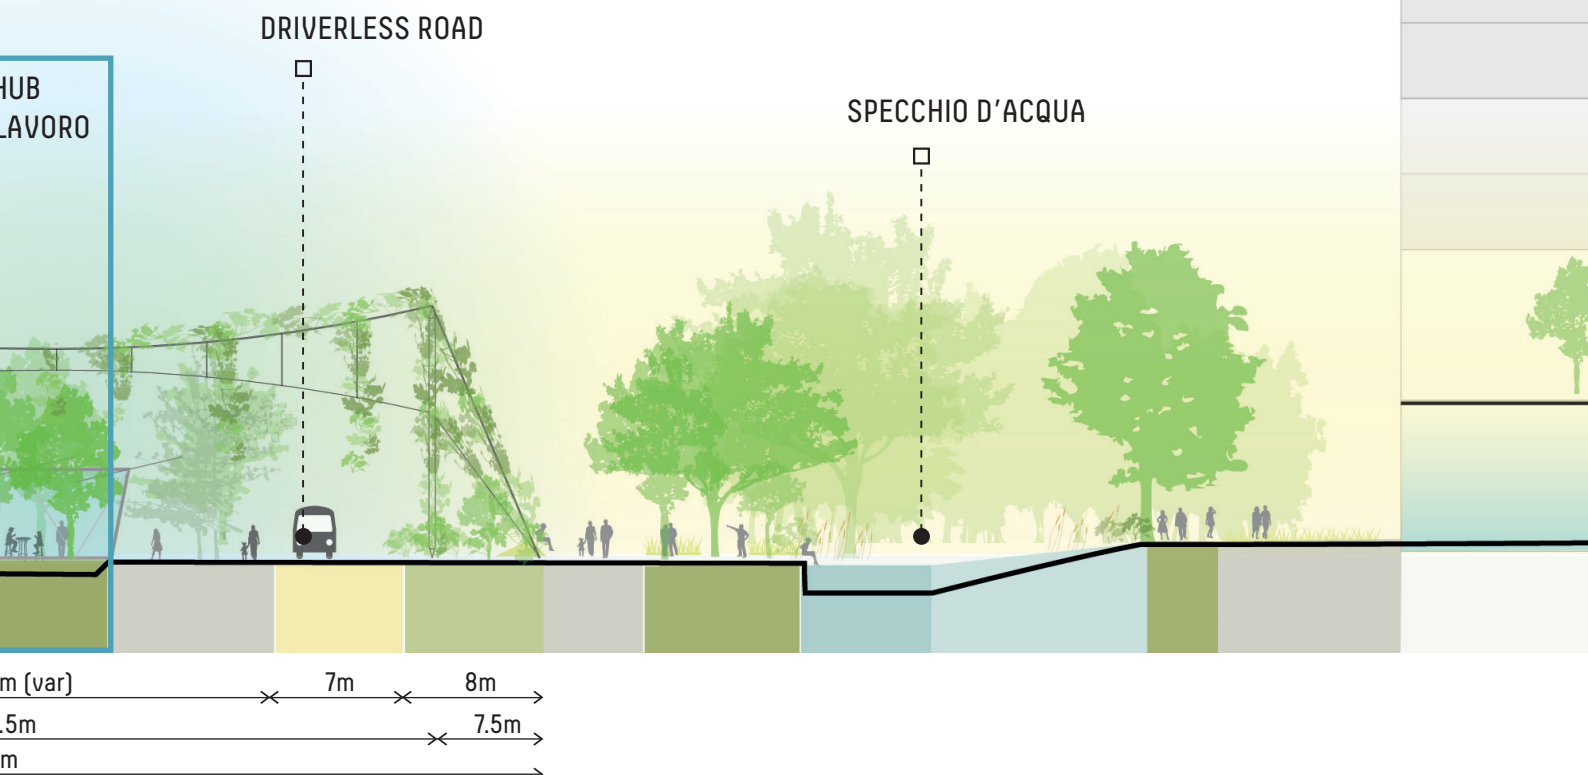 DRIVERLESS ROAD
HUB
LAVORO
SPECCHIO D'ACQUA
m (var)
7m
8m
.5m
7.5m
m